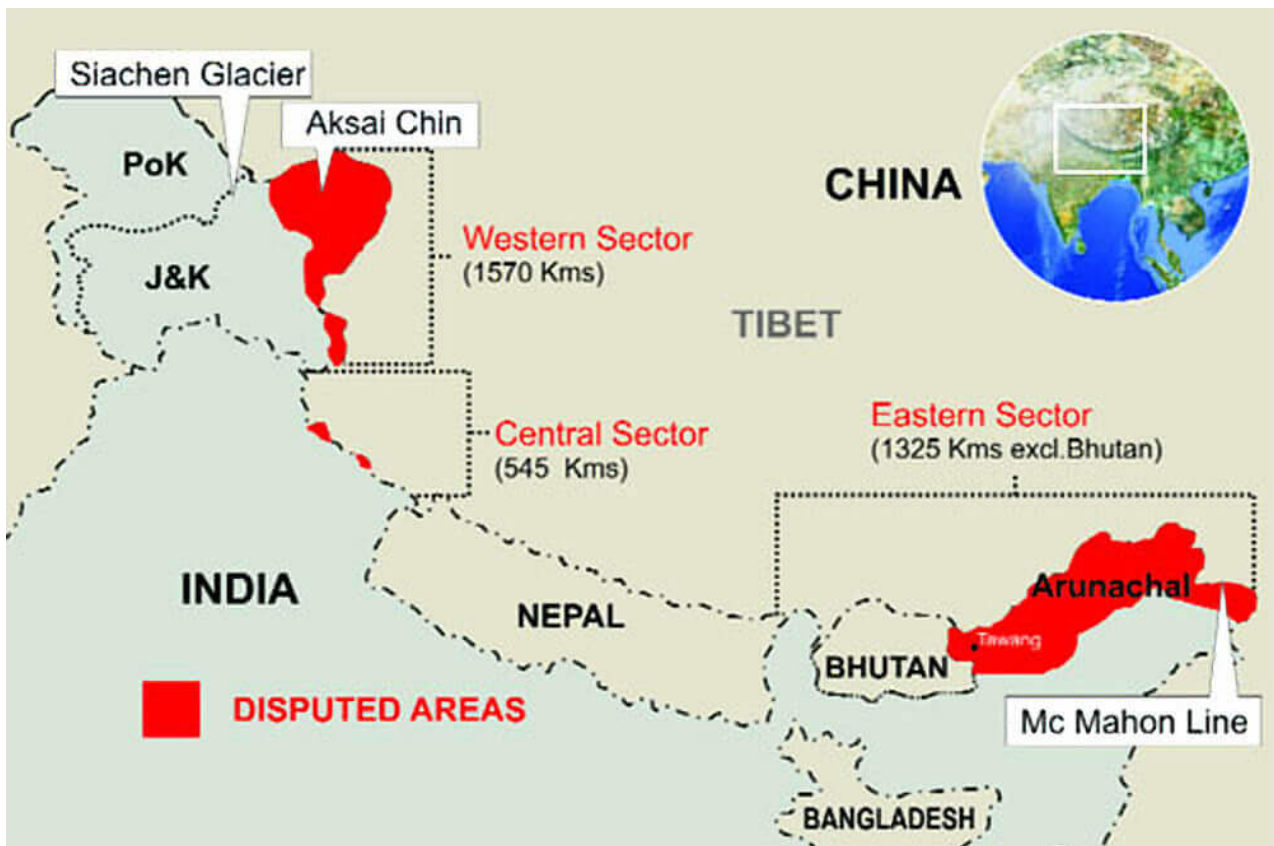 Siachen Glacier
Aksai Chin
PoK
CHINA
Western Sector
(1570 Kms)
J&K
TIBET
Eastern Sector
(1325 Kms excl.Bhutan)
Central Sector
(545 Kms)
INDIA
NEPAL
Arunachal
Tawang
BHUTAN
DISPUTED AREAS
Mc Mahon Line
BANGLADESH